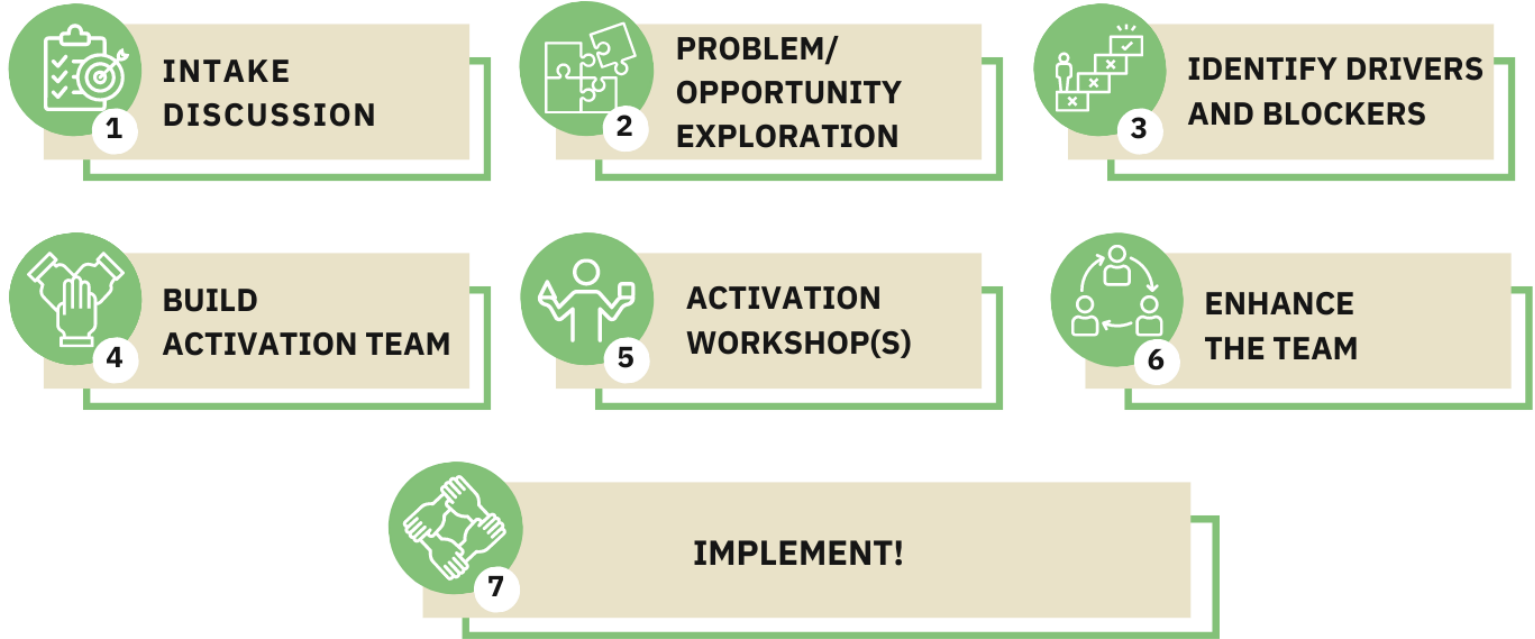 1
INTAKE
DISCUSSION
2
PROBLEM/
OPPORTUNITY
EXPLORATION
3
IDENTIFY DRIVERS
AND BLOCKERS
4
BUILD
ACTIVATION TEAM
5
ACTIVATION
WORKSHOP(S)
6
ENHANCE
THE TEAM
7
IMPLEMENT!